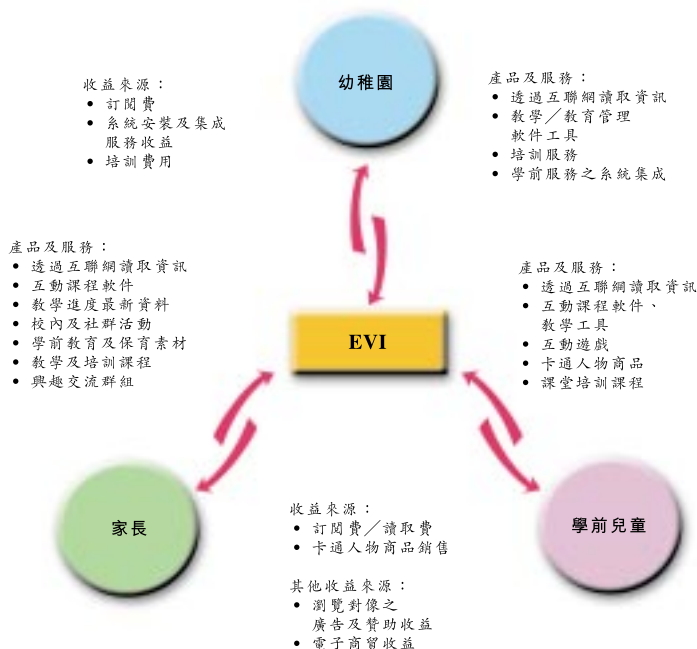 幼稚園
收益來源：
• 訂閱費
• 系統安裝及集成
服務收益
• 培訓費用
產品及服務：
• 透過互聯網讀取資訊
• 教學／教育管理
軟件工具
• 培訓服務
• 學前服務之系統集成
產品及服務：
• 透過互聯網讀取資訊
• 互動課程軟件
• 教學進度最新資料
• 校內及社群活動
• 學前教育及保育素材
• 教學及培訓課程
• 興趣交流群組
EVI
產品及服務：
• 透過互聯網讀取資訊
• 互動課程軟件、
教學工具
• 互動遊戲
• 卡通人物商品
• 課堂培訓課程
家長
收益來源：
• 訂閱費／讀取費
• 卡通人物商品銷售
其他收益來源：
• 瀏覽對像之
廣告及贊助收益
• 電子商貿收益
學前兒童